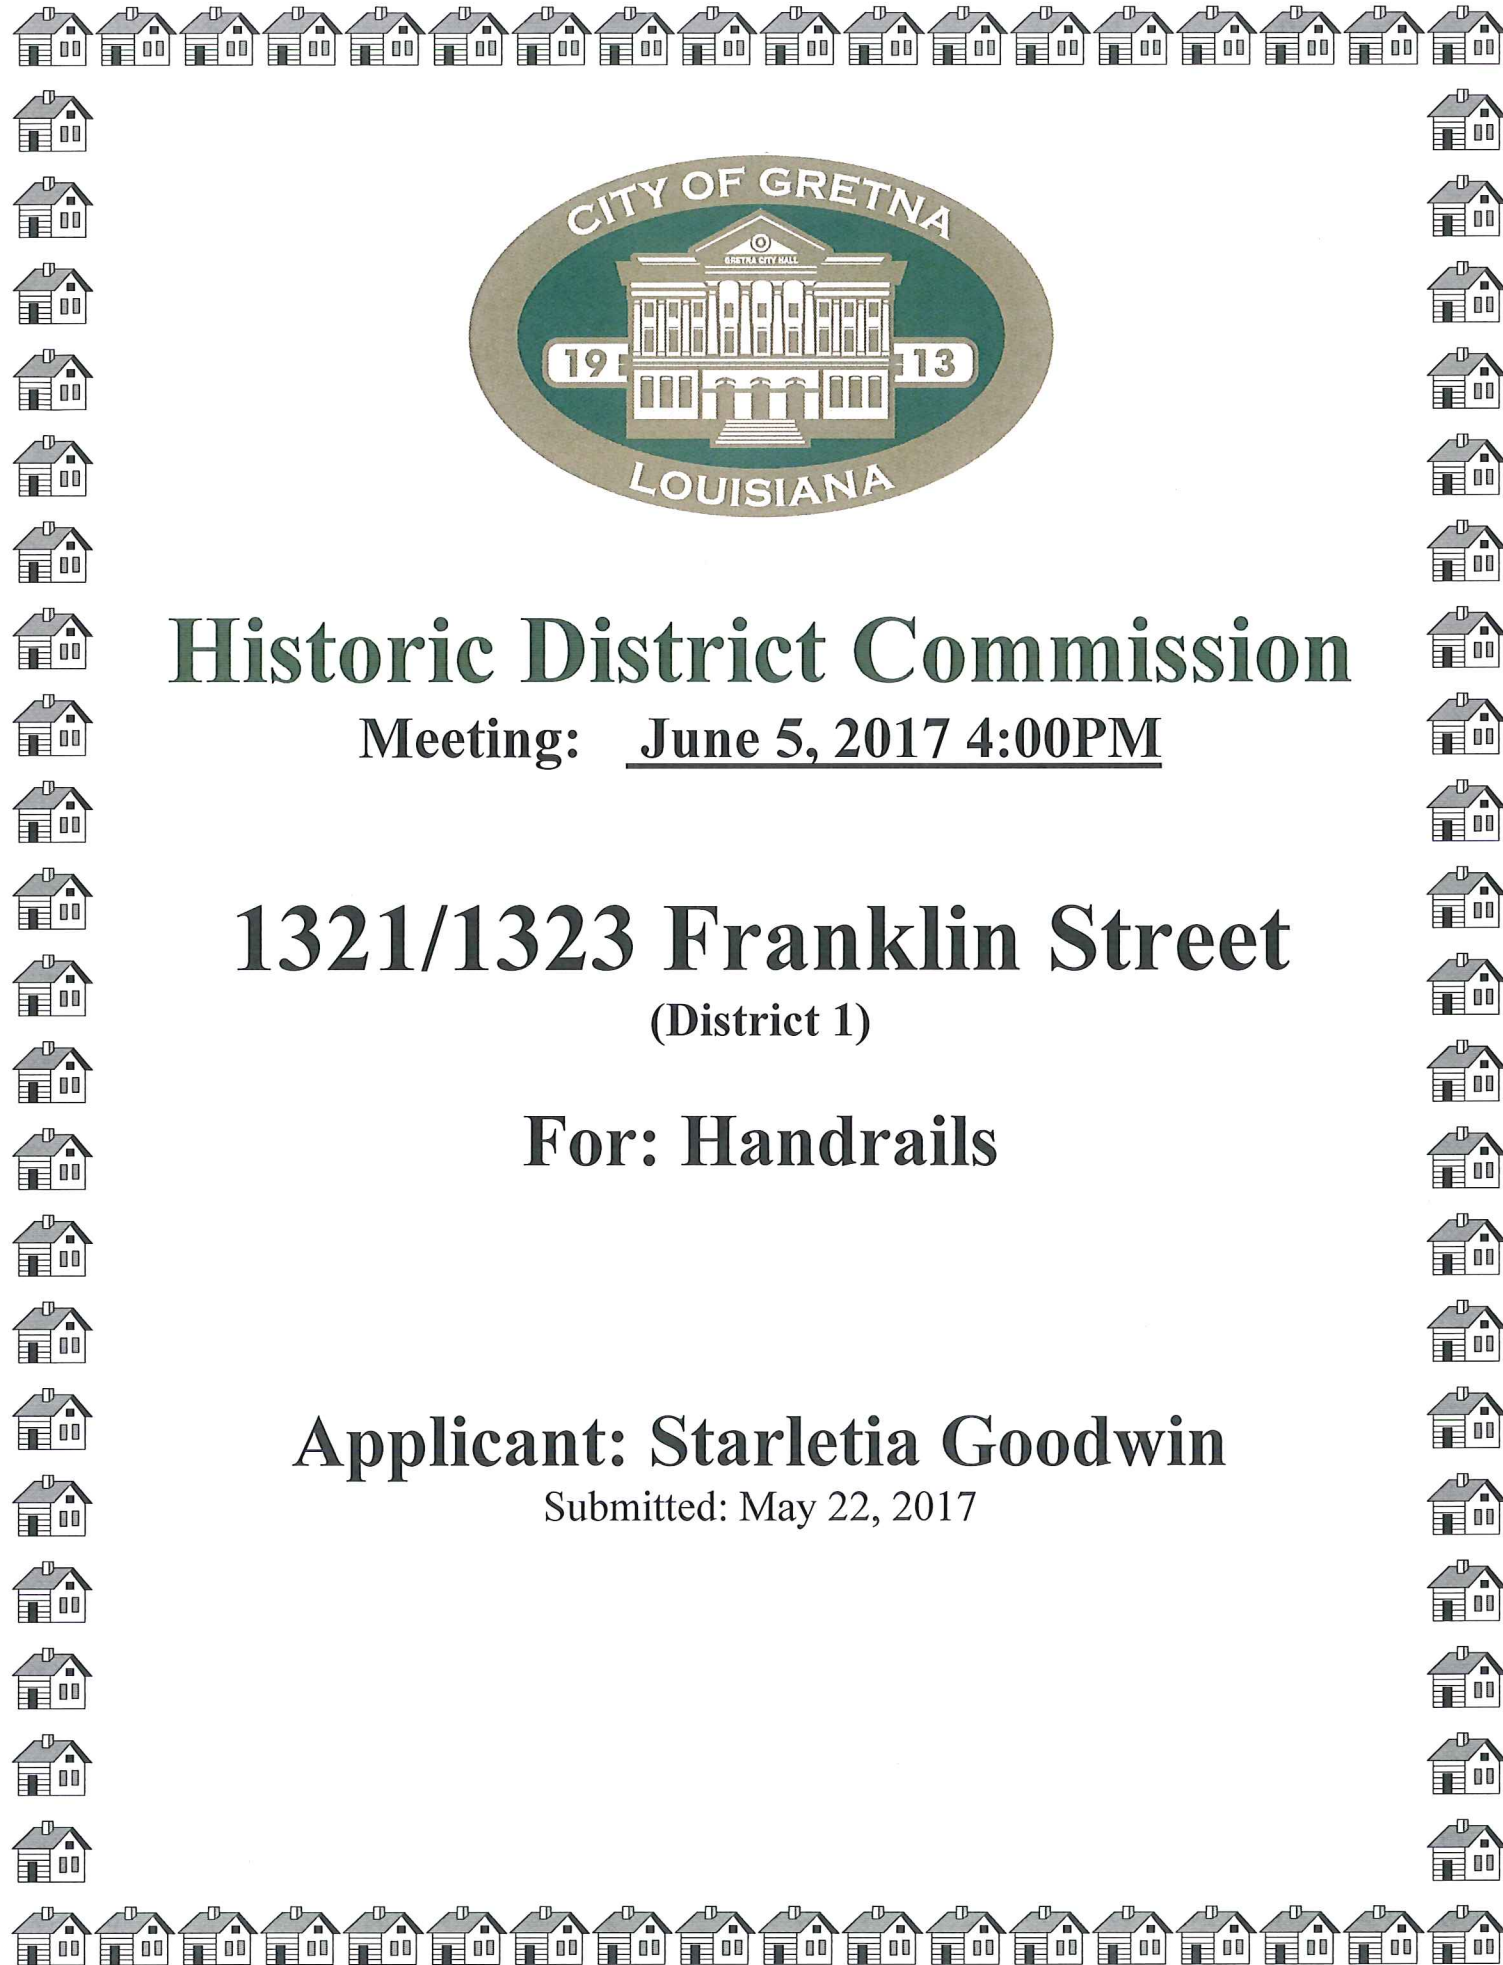 CITY OF GRETNA
GRETNA CITY HALL
19 13
LOUISIANA
Historic District Commission
Meeting: June 5, 2017 4:00PM
1321/1323 Franklin Street
(District 1)
For: Handrails
Applicant: Starletia Goodwin
Submitted: May 22, 2017